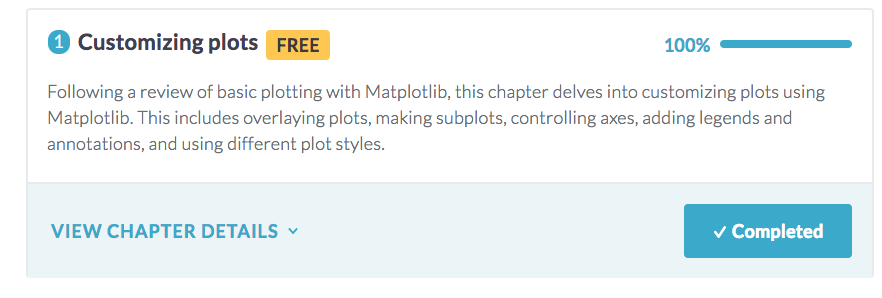 1 Customizing plots FREE 100%
Following a review of basic plotting with Matplotlib, this chapter delves into customizing plots using
Matplotlib. This includes overlaying plots, making subplots, controlling axes, adding legends and
annotations, and using different plot styles.
VIEW CHAPTER DETAILS ✓ Completed